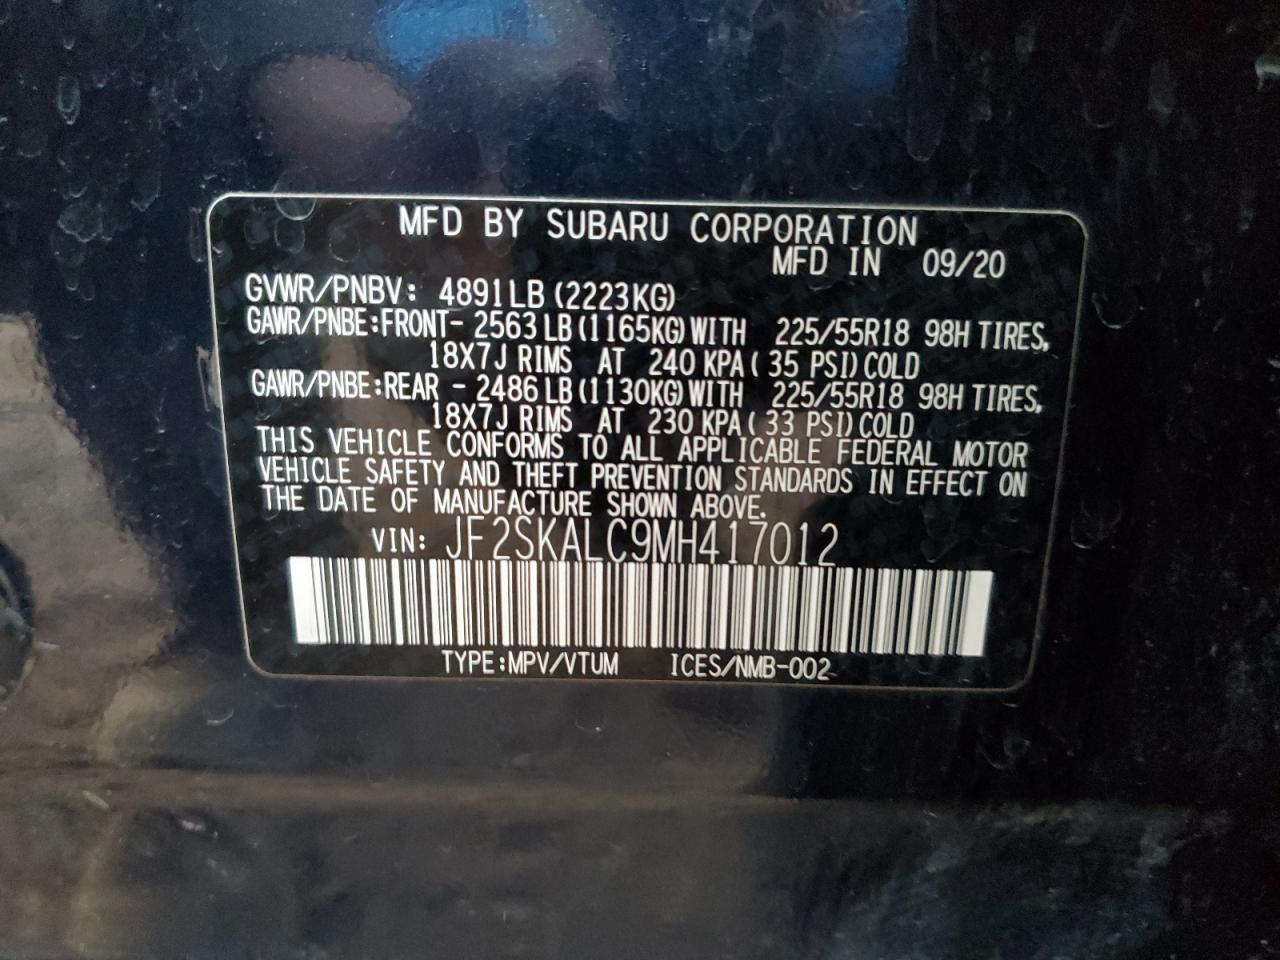 MFD BY SUBARU CORPORATION
MFD IN 09/20
GVWR/PNBV: 4891LB (2223KG)
GAWR/PNBE:FRONT- 2563LB (1165KG) WITH 225/55R18 98H TIRES,
18X7J RIMS AT 240 KPA ( 35 PSI) COLD
GAWR/PNBE:REAR - 2486LB (1130KG) WITH 225/55R18 98H TIRES,
18X7J RIMS AT 230 KPA ( 33 PSI) COLD
THIS VEHICLE CONFORMS TO ALL APPLICABLE FEDERAL MOTOR
VEHICLE SAFETY AND THEFT PREVENTION STANDARDS IN EFFECT ON
THE DATE OF MANUFACTURE SHOWN ABOVE.
VIN: JF2SKALC9MH417012
TYPE:MPV/VTUM ICES/NMB-002